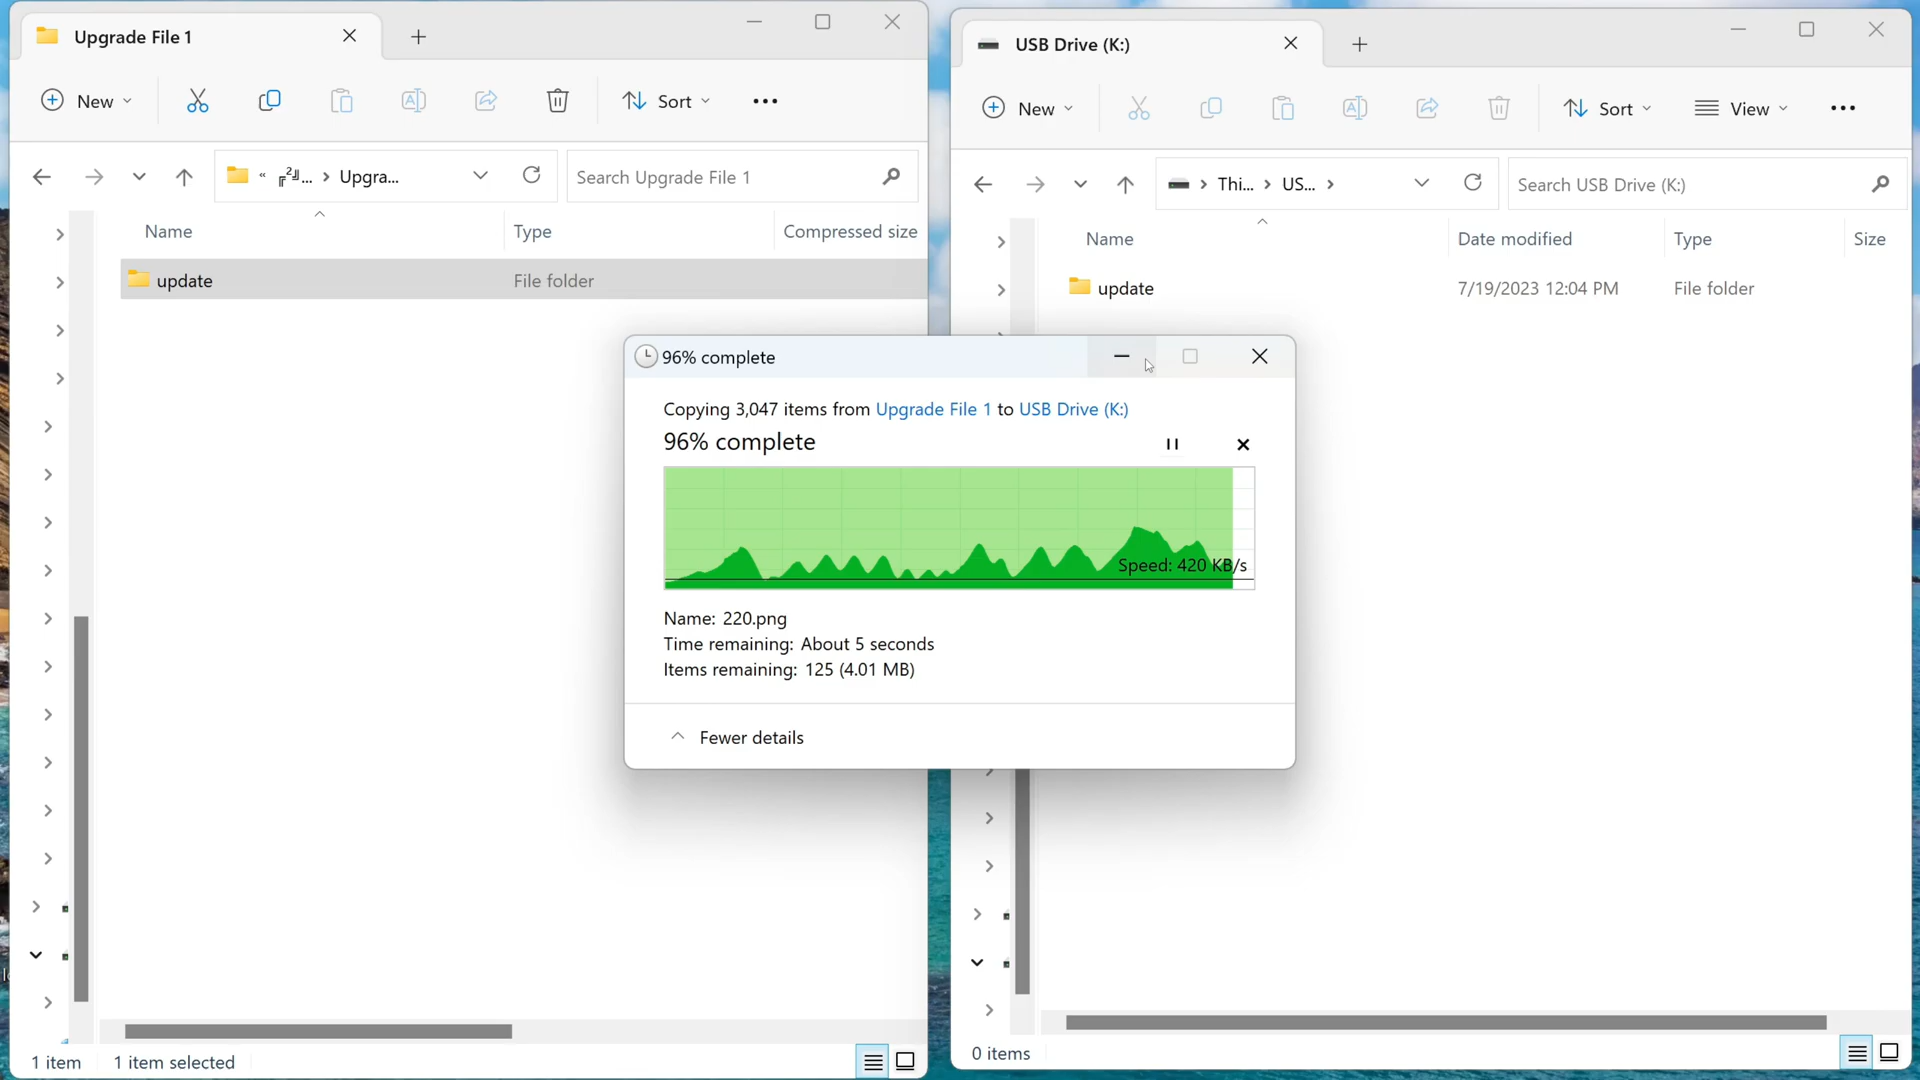 Upgrade File 1
New
Sort
« ╔²╝... › Upgra...
Search Upgrade File 1
Name
Type
Compressed size
update
File folder
1 item
1 item selected
USB Drive (K:)
New
Sort
View
Thi... › US... ›
Search USB Drive (K:)
Name
Date modified
Type
Size
update
7/19/2023 12:04 PM
File folder
0 items
96% complete
Copying 3,047 items from Upgrade File 1 to USB Drive (K:)
96% complete
Speed: 420 KB/s
Name: 220.png
Time remaining: About 5 seconds
Items remaining: 125 (4.01 MB)
Fewer details